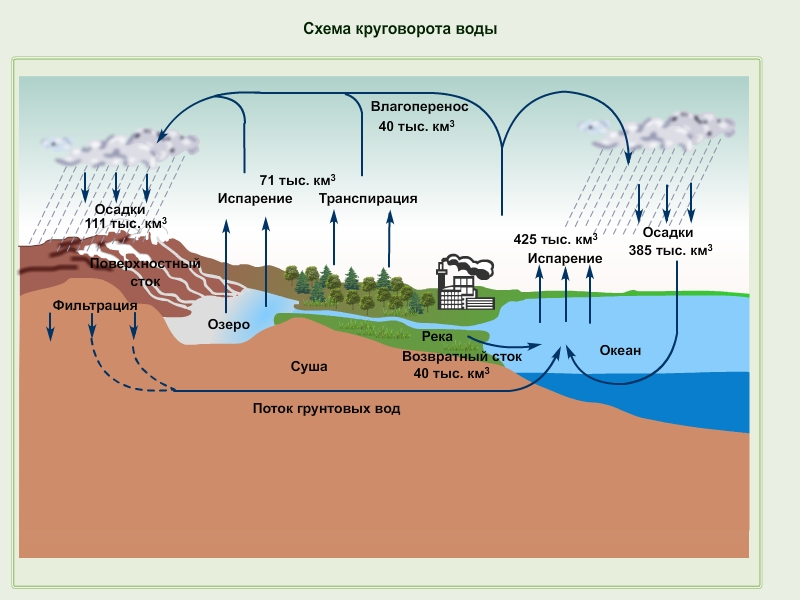 Схема круговорота воды
Влагоперенос
40 тыс. км³
71 тыс. км³
Испарение
Транспирация
Осадки
111 тыс. км³
425 тыс. км³
Испарение
Осадки
385 тыс. км³
Поверхностный
сток
Фильтрация
Озеро
Река
Возвратный сток
40 тыс. км³
Океан
Суша
Поток грунтовых вод